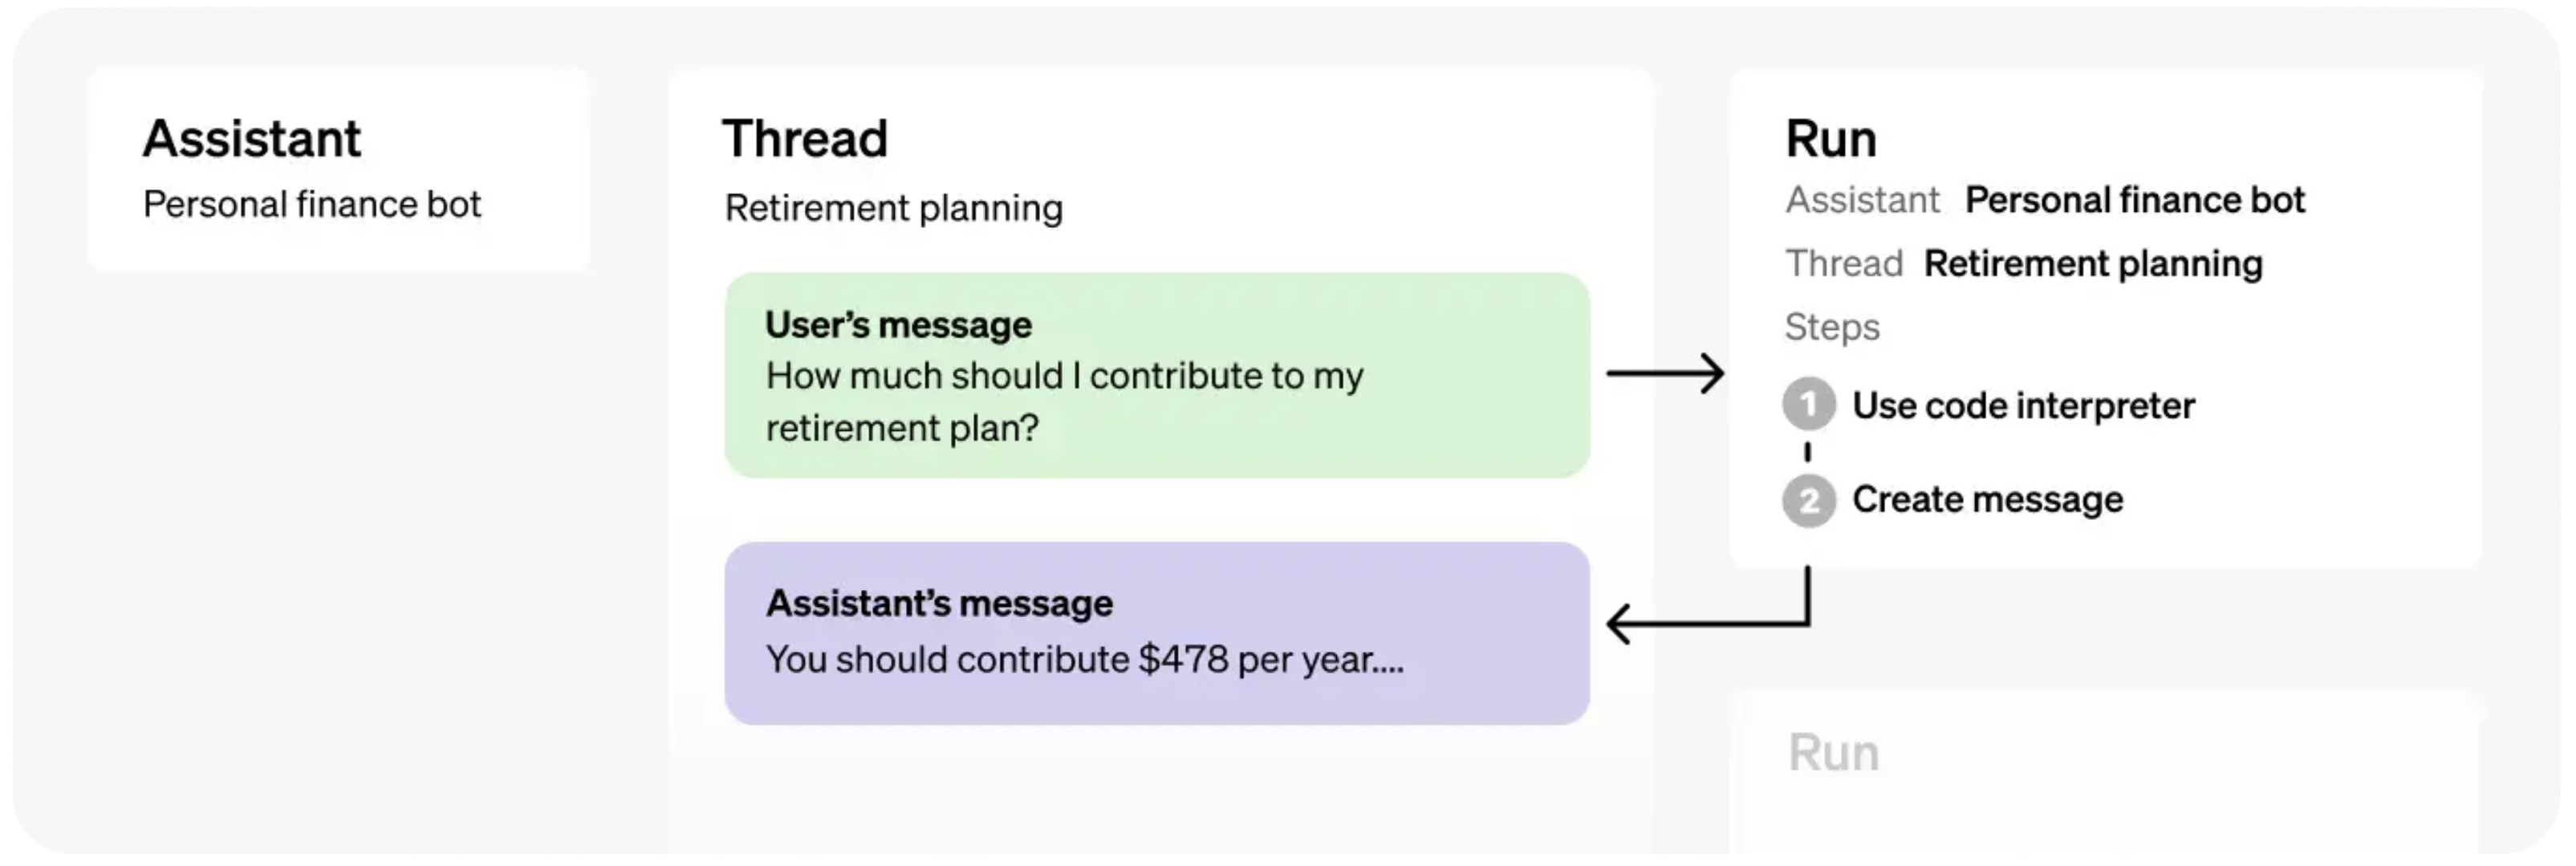 Assistant
Personal finance bot
Thread
Retirement planning
User’s message
How much should I contribute to my
retirement plan?
Assistant’s message
You should contribute $478 per year....
Run
Assistant Personal finance bot
Thread Retirement planning
Steps
1 Use code interpreter
2 Create message
Run